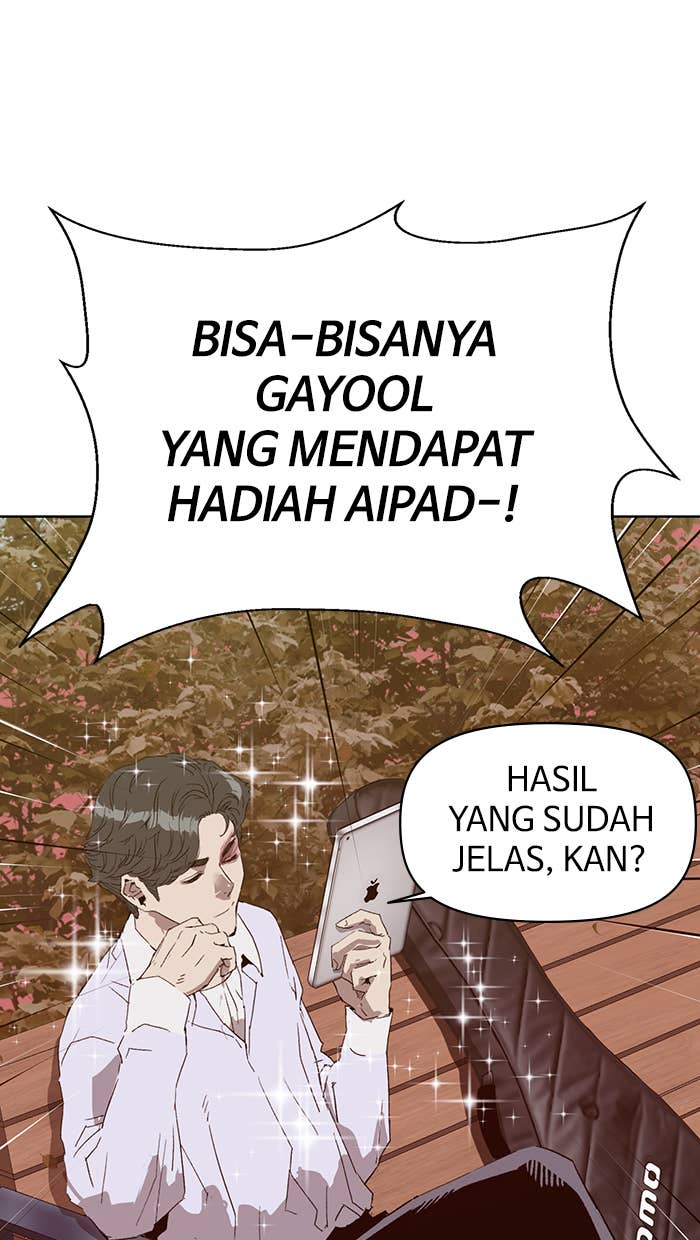 BISA-BISANYA
GAYOOL
YANG MENDAPAT
HADIAH AIPAD-!
HASIL
YANG SUDAH
JELAS, KAN?